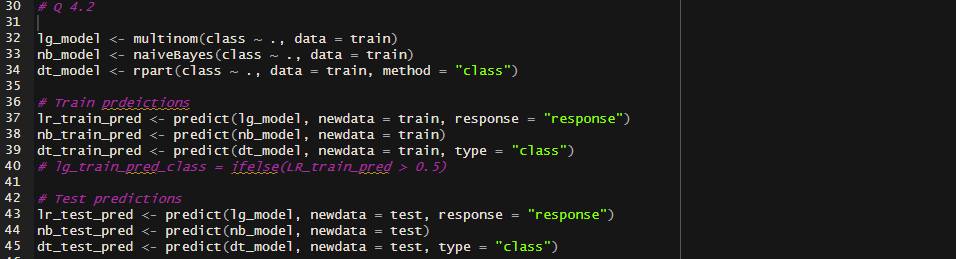 30 # Q 4.2
31
32 lg_model <- multinom(class ~ ., data = train)
33 nb_model <- naiveBayes(class ~ ., data = train)
34 dt_model <- rpart(class ~ ., data = train, method = "class")
35
36 # Train prdeictions
37 lr_train_pred <- predict(lg_model, newdata = train, response = "response")
38 nb_train_pred <- predict(nb_model, newdata = train)
39 dt_train_pred <- predict(dt_model, newdata = train, type = "class")
40 # lg_train_pred_class = ifelse(LR_train_pred > 0.5)
41
42 # Test predictions
43 lr_test_pred <- predict(lg_model, newdata = test, response = "response")
44 nb_test_pred <- predict(nb_model, newdata = test)
45 dt_test_pred <- predict(dt_model, newdata = test, type = "class")